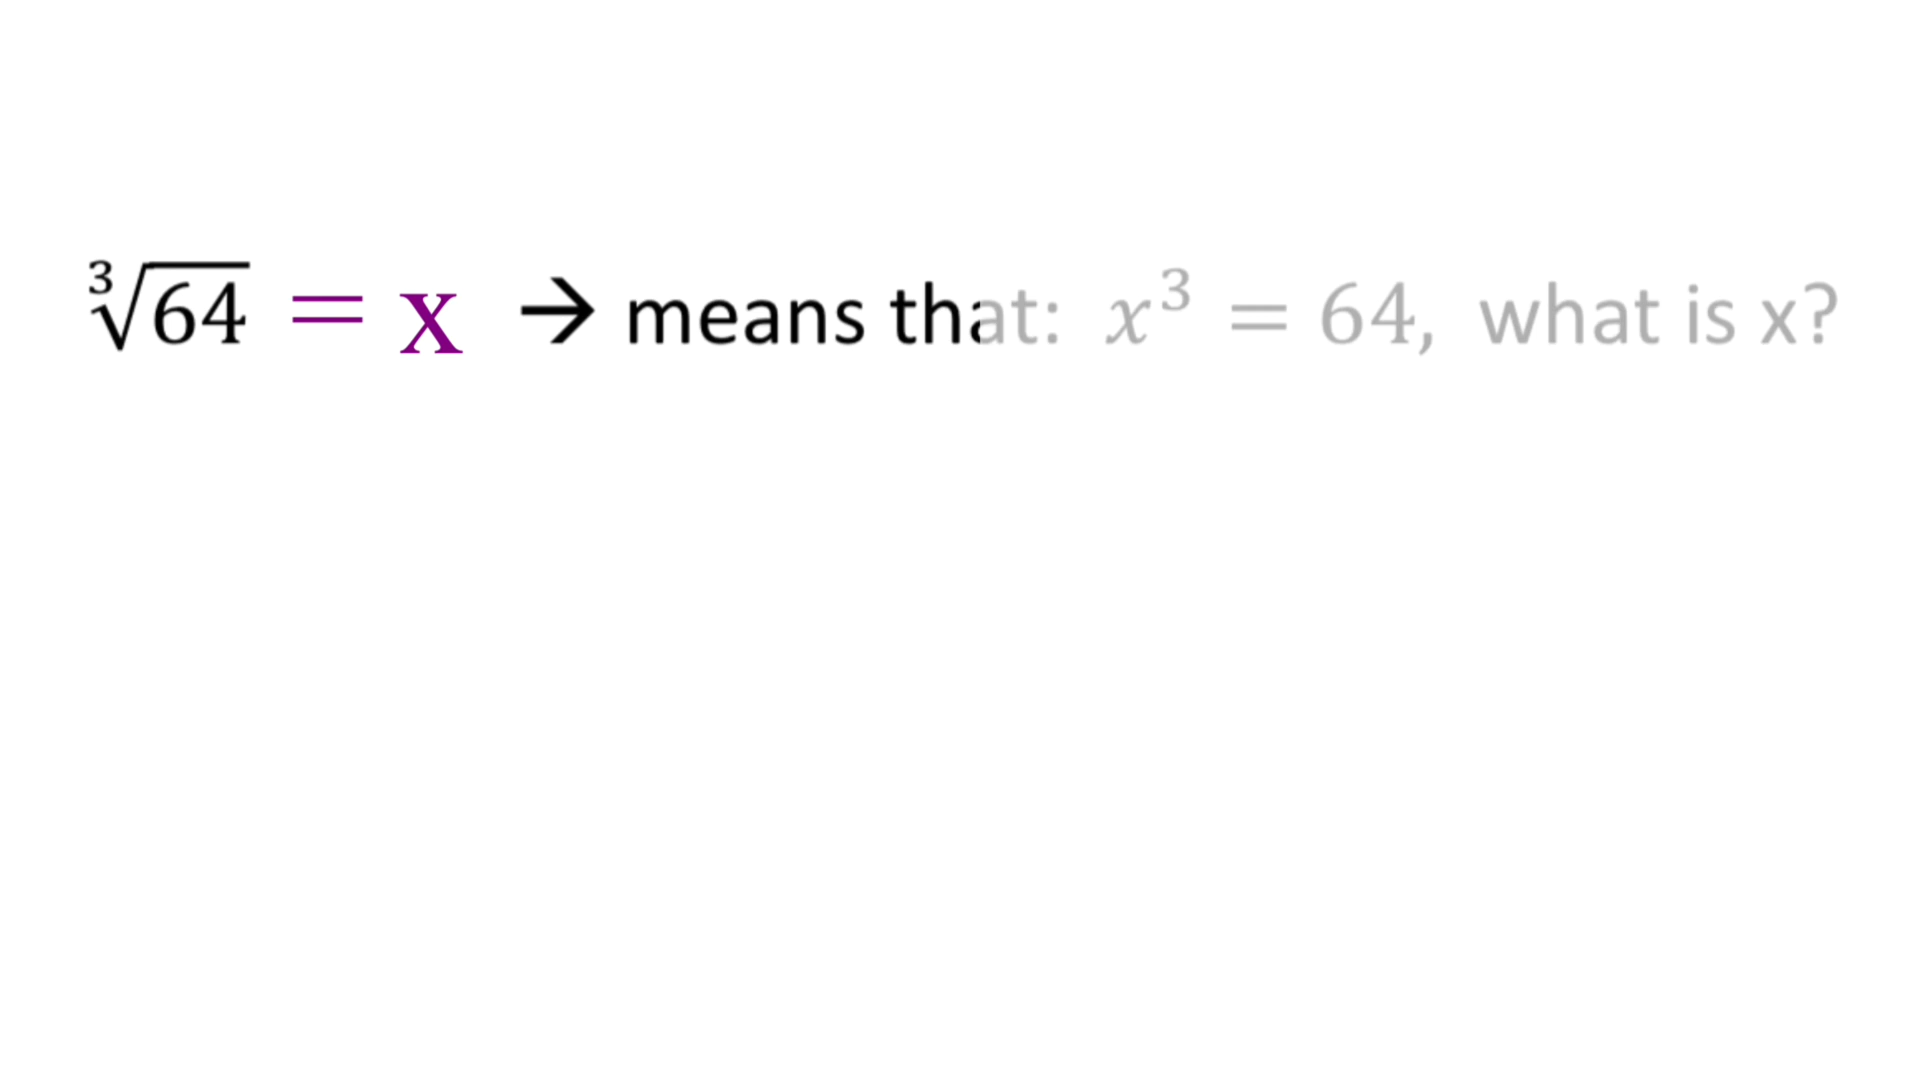 ∛64 = x → means that: x³ = 64, what is x?